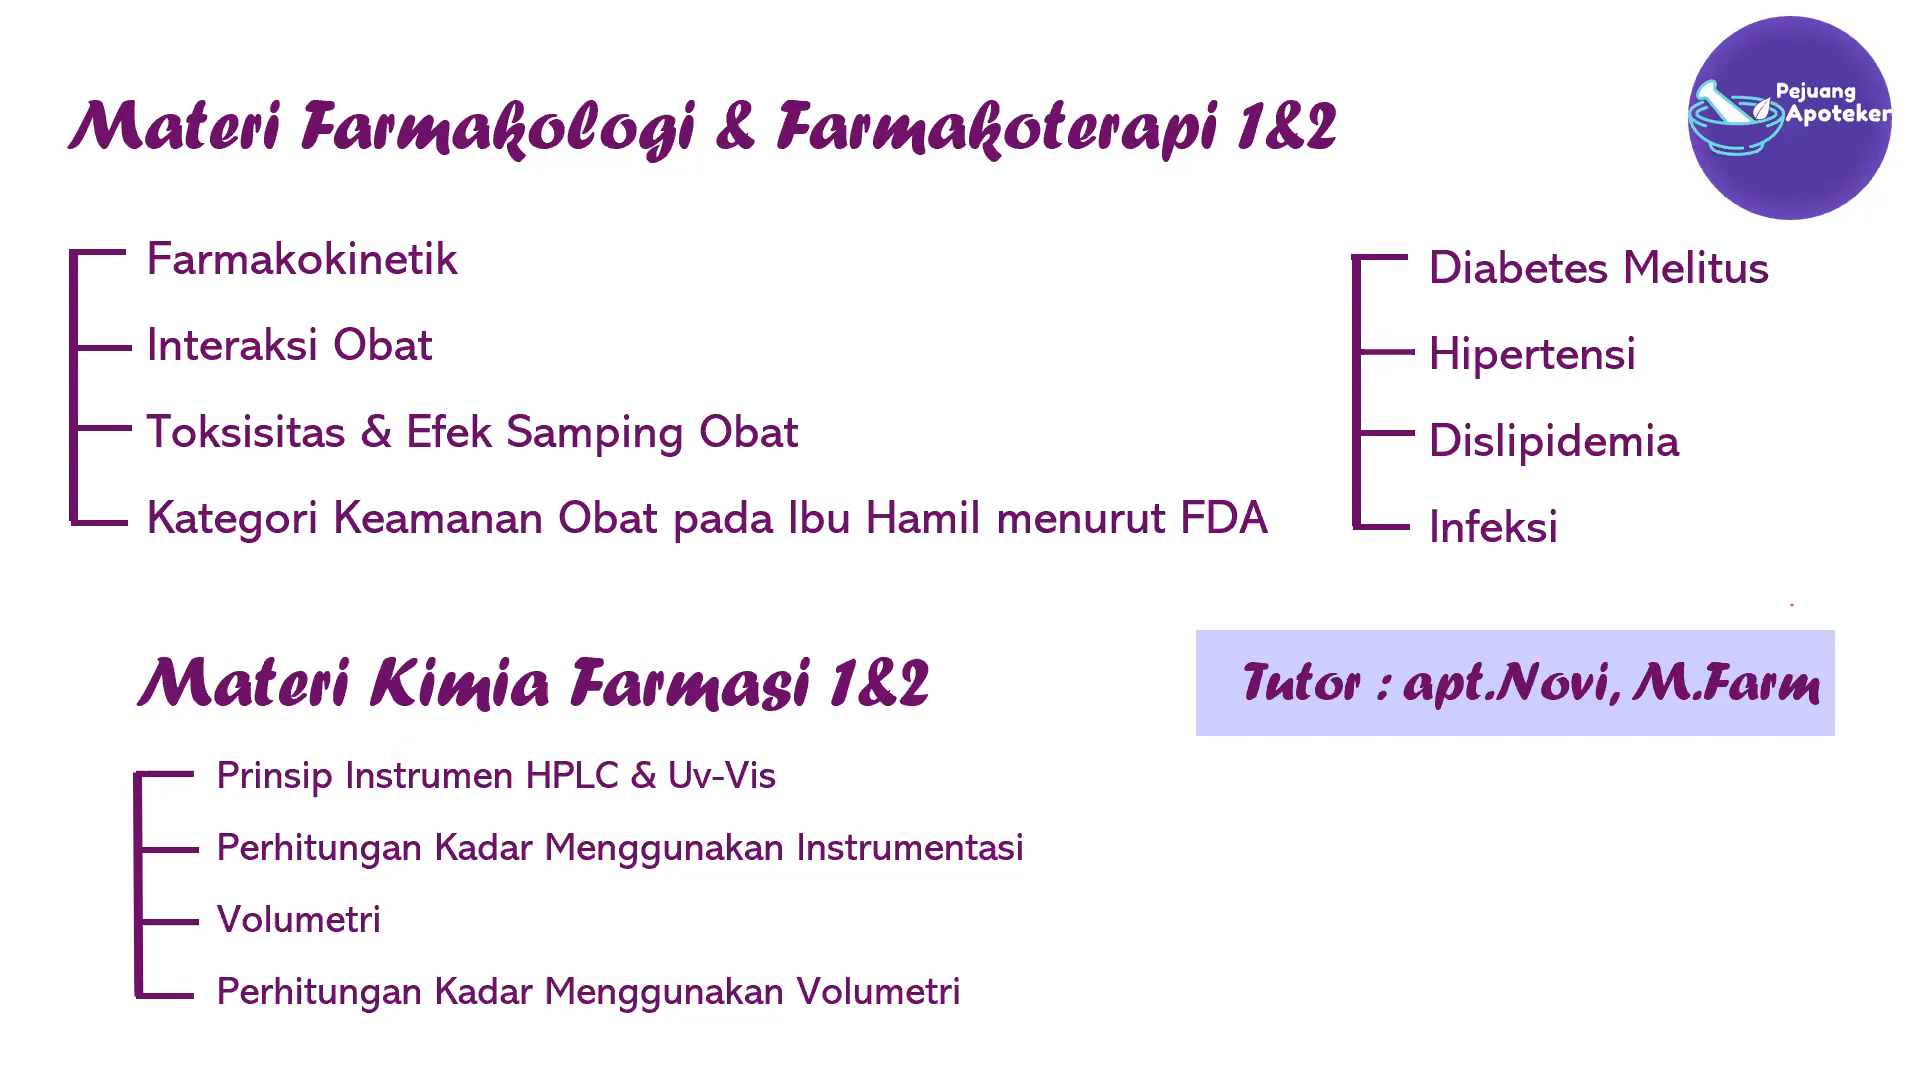 Materi Farmakologi & Farmakoterapi 1&2
Pejuang
Apoteker
Farmakokinetik
Interaksi Obat
Toksisitas & Efek Samping Obat
Kategori Keamanan Obat pada Ibu Hamil menurut FDA
Diabetes Melitus
Hipertensi
Dislipidemia
Infeksi
Materi Kimia Farmasi 1&2
Prinsip Instrumen HPLC & Uv-Vis
Perhitungan Kadar Menggunakan Instrumentasi
Volumetri
Perhitungan Kadar Menggunakan Volumetri
Tutor : apt.Novi, M.Farm